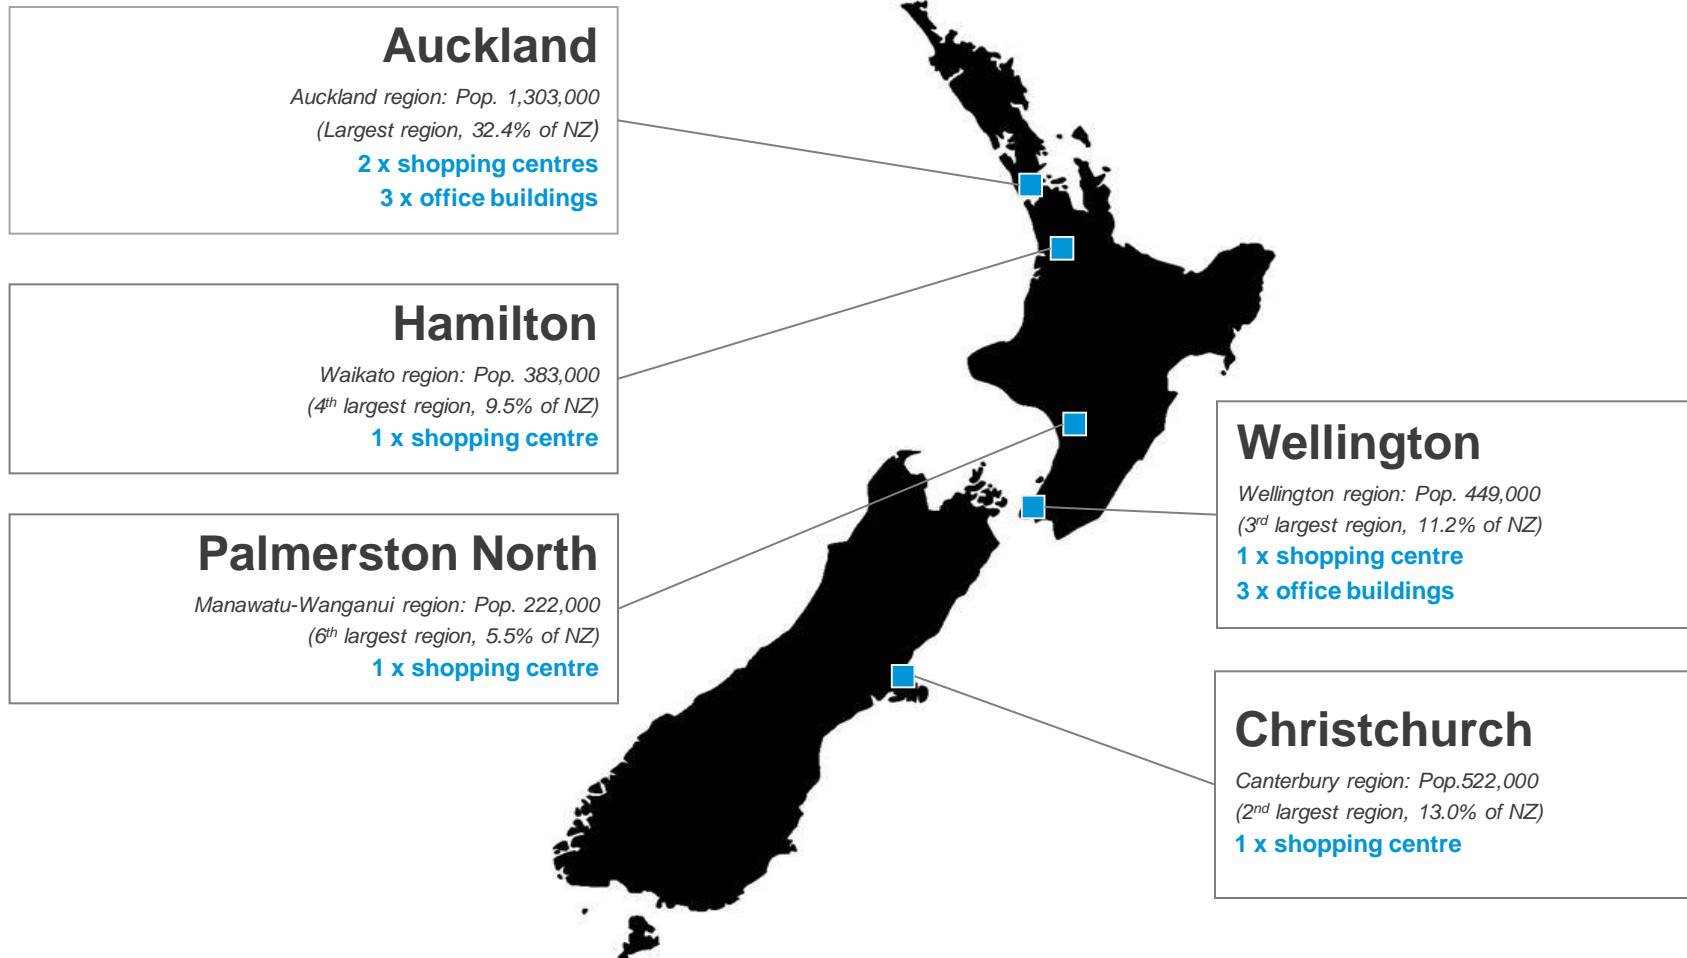 Auckland
Auckland region: Pop. 1,303,000
(Largest region, 32.4% of NZ)
2 x shopping centres
3 x office buildings
Hamilton
Waikato region: Pop. 383,000
(4th largest region, 9.5% of NZ)
1 x shopping centre
Palmerston North
Manawatu-Wanganui region: Pop. 222,000
(6th largest region, 5.5% of NZ)
1 x shopping centre
Wellington
Wellington region: Pop. 449,000
(3rd largest region, 11.2% of NZ)
1 x shopping centre
3 x office buildings
Christchurch
Canterbury region: Pop.522,000
(2nd largest region, 13.0% of NZ)
1 x shopping centre